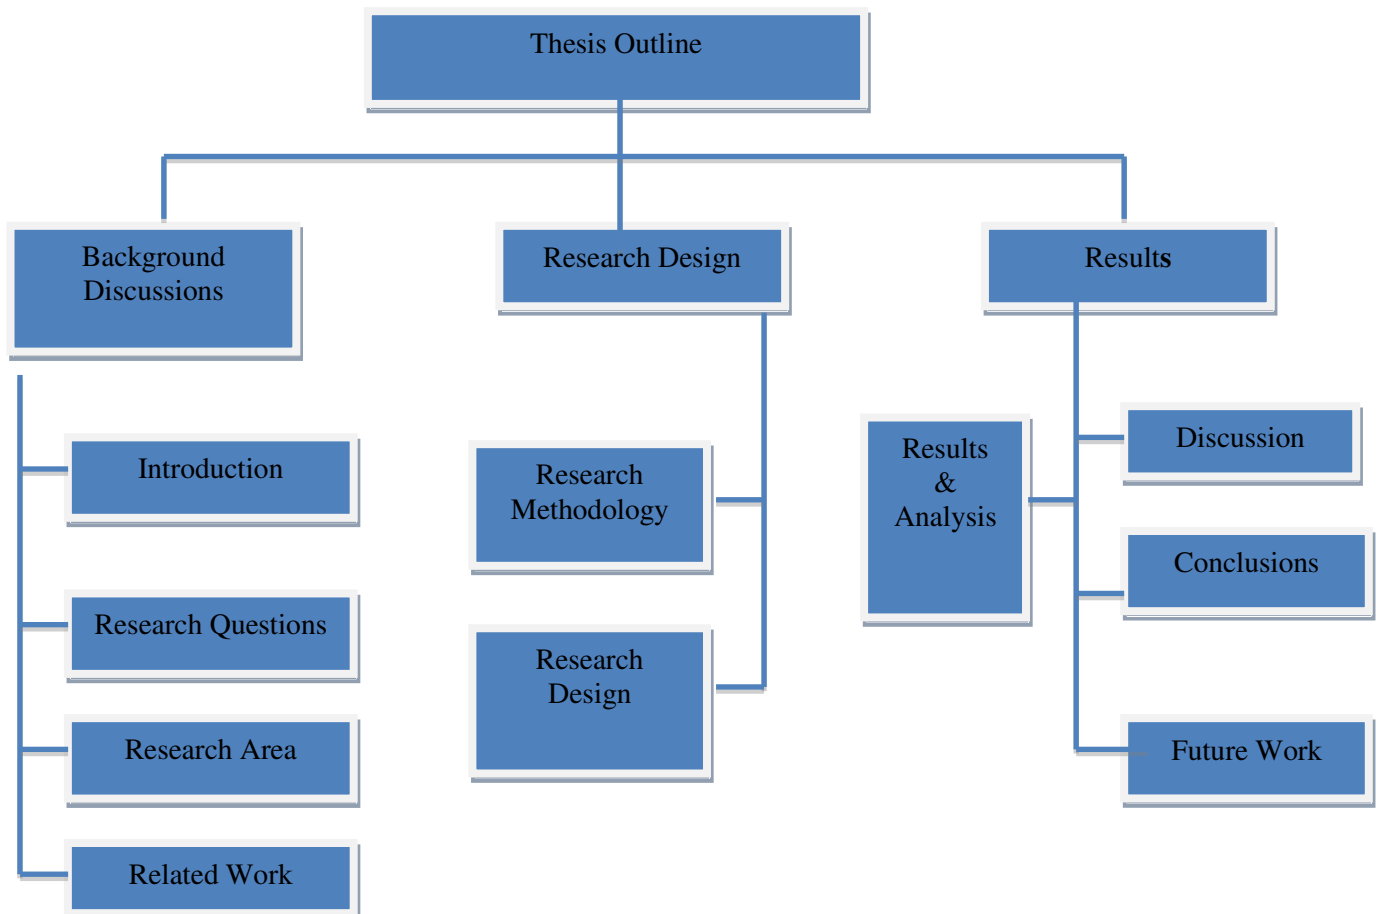 Thesis Outline
Background
Discussions
Research Design
Results
Introduction
Research Questions
Research Area
Related Work
Research
Methodology
Research
Design
Results
&
Analysis
Discussion
Conclusions
Future Work